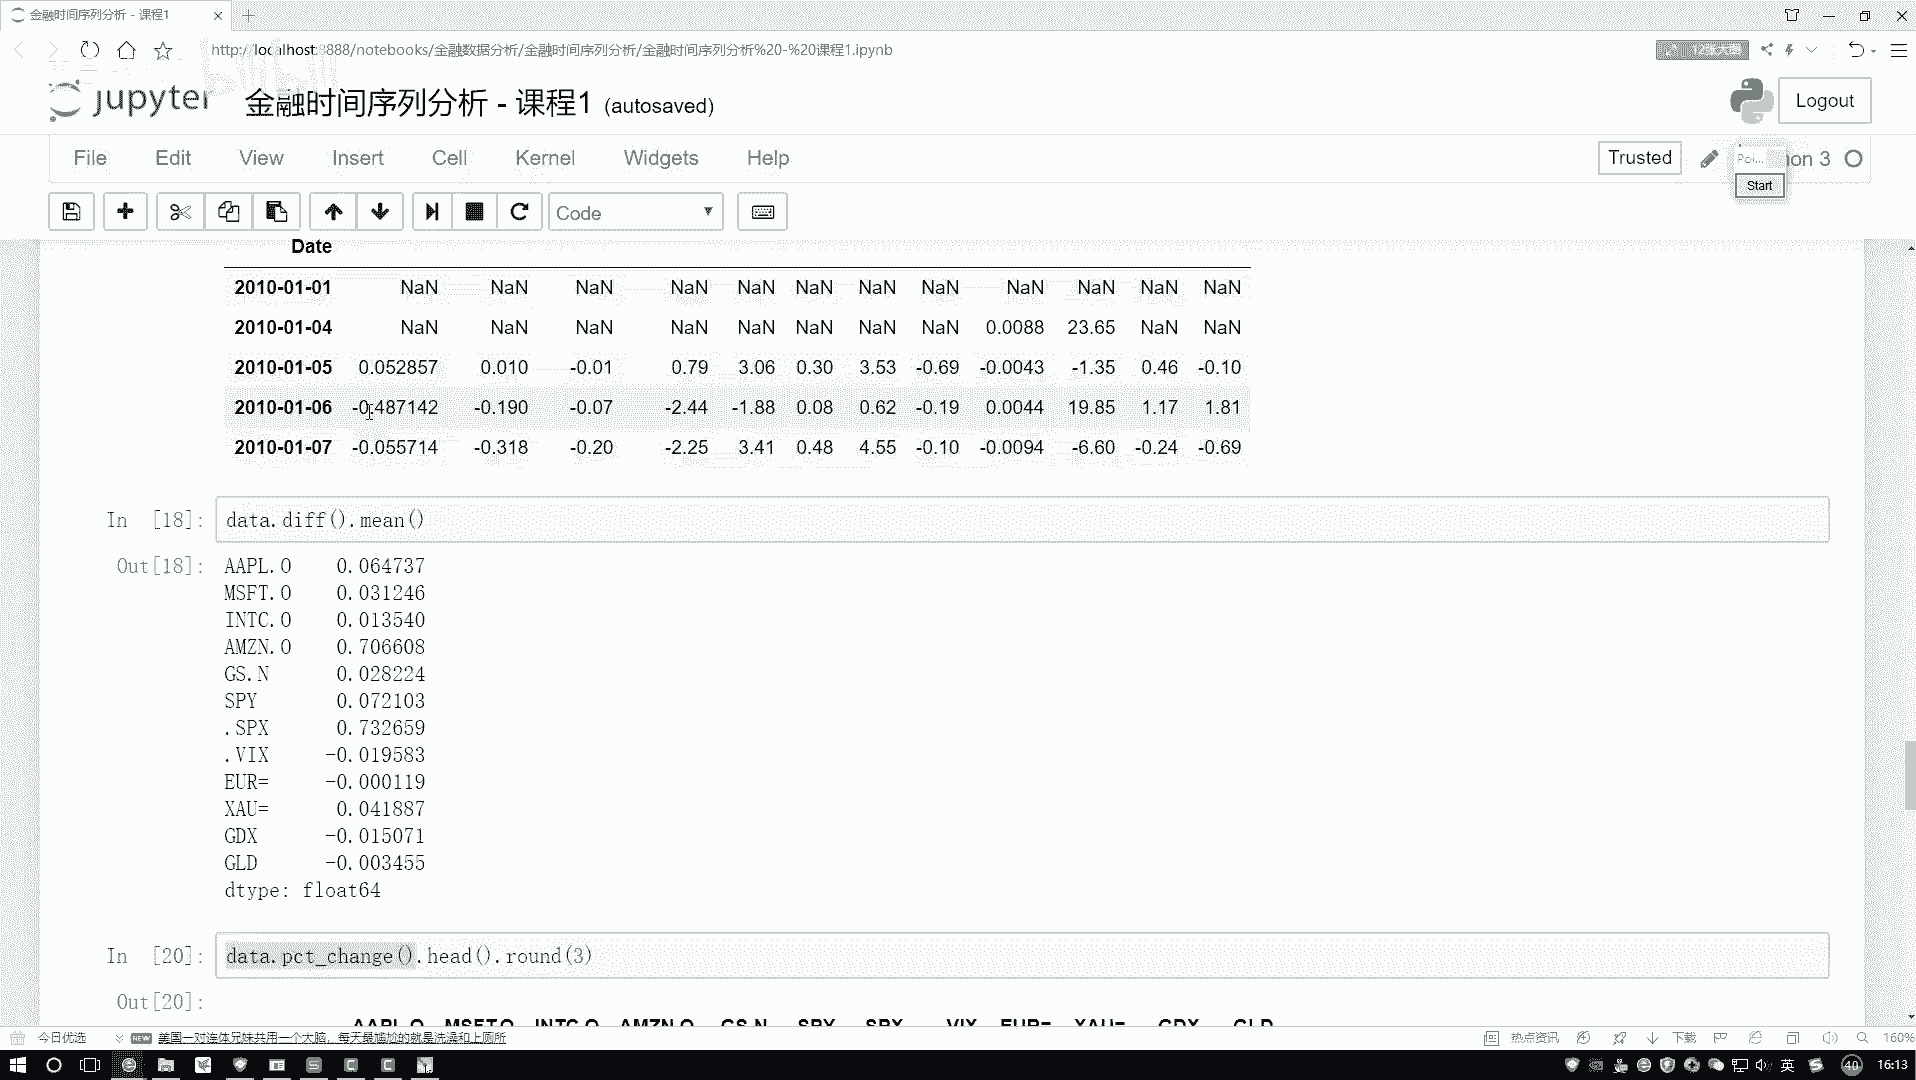 金融时间序列分析 - 课程1
http://localhost:8888/notebooks/金融数据分析/金融时间序列分析/金融时间序列分析%20-%20课程1.ipynb
12张大图
jupyter 金融时间序列分析 - 课程1 (autosaved)
Logout
File Edit View Insert Cell Kernel Widgets Help
Trusted
Poi... hon 3
Start
Code
Date
2010-01-01 NaN NaN NaN NaN NaN NaN NaN NaN NaN NaN NaN NaN
2010-01-04 NaN NaN NaN NaN NaN NaN NaN NaN 0.0088 23.65 NaN NaN
2010-01-05 0.052857 0.010 -0.01 0.79 3.06 0.30 3.53 -0.69 -0.0043 -1.35 0.46 -0.10
2010-01-06 -0.487142 -0.190 -0.07 -2.44 -1.88 0.08 0.62 -0.19 0.0044 19.85 1.17 1.81
2010-01-07 -0.055714 -0.318 -0.20 -2.25 3.41 0.48 4.55 -0.10 -0.0094 -6.60 -0.24 -0.69
In [18]: data.diff().mean()
Out[18]: AAPL.O 0.064737
MSFT.O 0.031246
INTC.O 0.013540
AMZN.O 0.706608
GS.N 0.028224
SPY 0.072103
.SPX 0.732659
.VIX -0.019583
EUR= -0.000119
XAU= 0.041887
GDX -0.015071
GLD -0.003455
dtype: float64
In [20]: data.pct_change().head().round(3)
Out[20]:
AAPL.O MSFT.O INTC.O AMZN.O GS.N SPY .SPX .VIX EUR= XAU= GDX GLD
今日优选 NEW 美国一对连体兄妹共用一个大脑，每天最尴尬的就是洗澡和上厕所
热点资讯 下载 160%
英 40 16:13